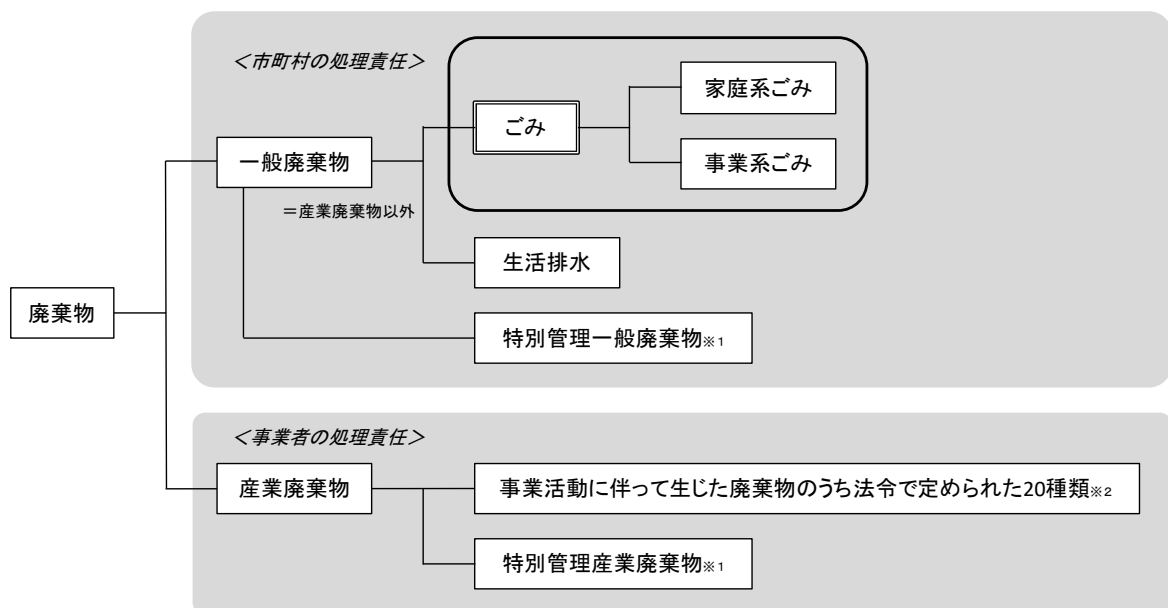 ＜市町村の処理責任＞
家庭系ごみ
ごみ
一般廃棄物
事業系ごみ
＝産業廃棄物以外
生活排水
廃棄物
特別管理一般廃棄物※1
＜事業者の処理責任＞
産業廃棄物
事業活動に伴って生じた廃棄物のうち法令で定められた20種類※2
特別管理産業廃棄物※1